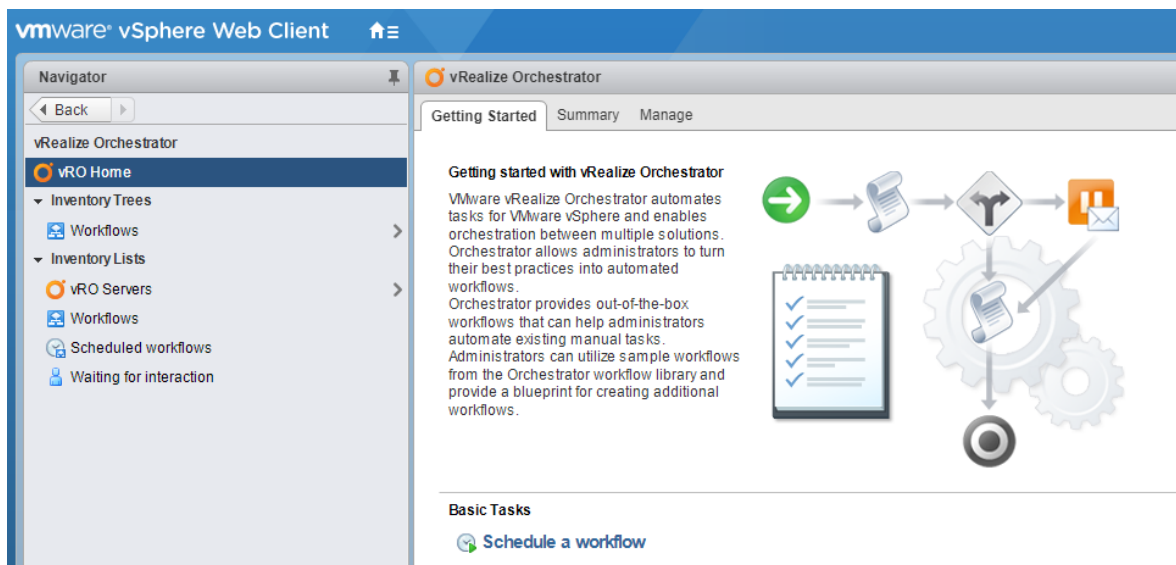 vmware® vSphere Web Client
Navigator
Back
vRealize Orchestrator
vRO Home
Inventory Trees
Workflows
Inventory Lists
vRO Servers
Workflows
Scheduled workflows
Waiting for interaction
vRealize Orchestrator
Getting Started Summary Manage
Getting started with vRealize Orchestrator
VMware vRealize Orchestrator automates
tasks for VMware vSphere and enables
orchestration between multiple solutions.
Orchestrator allows administrators to turn
their best practices into automated
workflows.
Orchestrator provides out-of-the-box
workflows that can help administrators
automate existing manual tasks.
Administrators can utilize sample workflows
from the Orchestrator workflow library and
provide a blueprint for creating additional
workflows.
Basic Tasks
Schedule a workflow